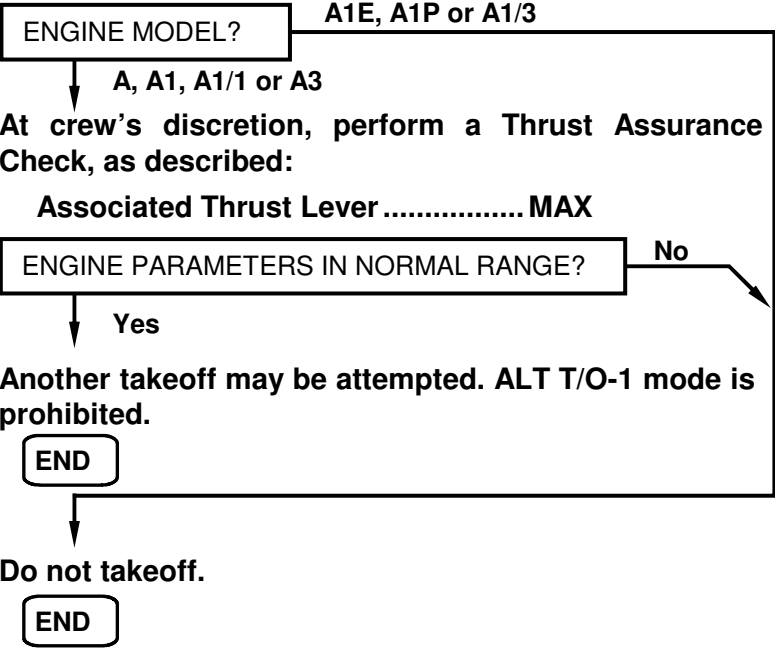 A1E, A1P or A1/3
ENGINE MODEL?
A, A1, A1/1 or A3
At crew's discretion, perform a Thrust Assurance
Check, as described:
Associated Thrust Lever ................. MAX
ENGINE PARAMETERS IN NORMAL RANGE?
No
Yes
Another takeoff may be attempted. ALT T/O-1 mode is
prohibited.
END
Do not takeoff.
END